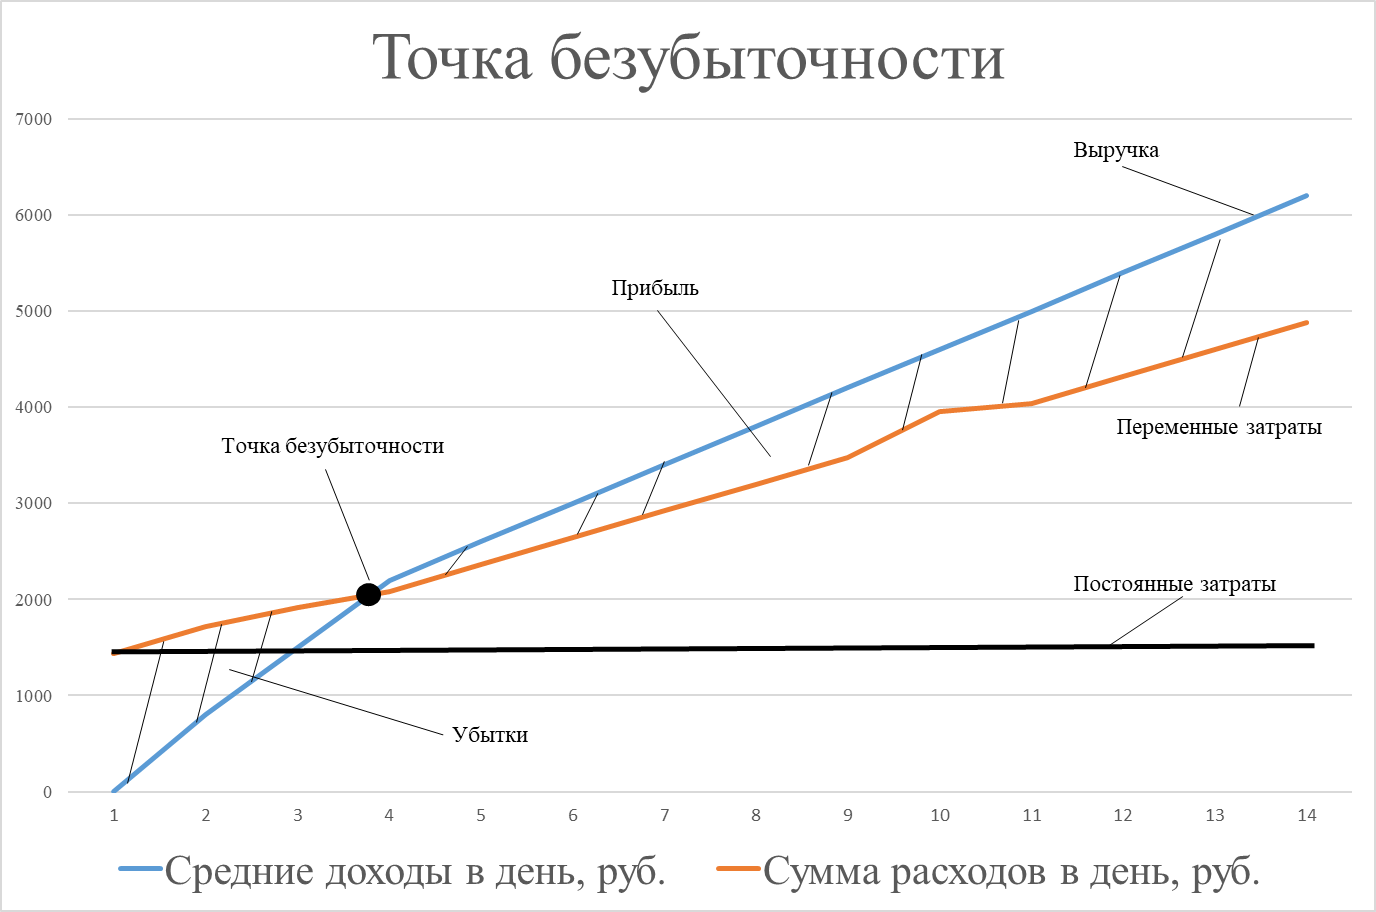 Точка безубыточности
7000
Выручка
6000
Прибыль
5000
4000
Переменные затраты
Точка безубыточности
3000
2000
Постоянные затраты
1000
Убытки
0
1 2 3 4 5 6 7 8 9 10 11 12 13 14
Средние доходы в день, руб. Сумма расходов в день, руб.